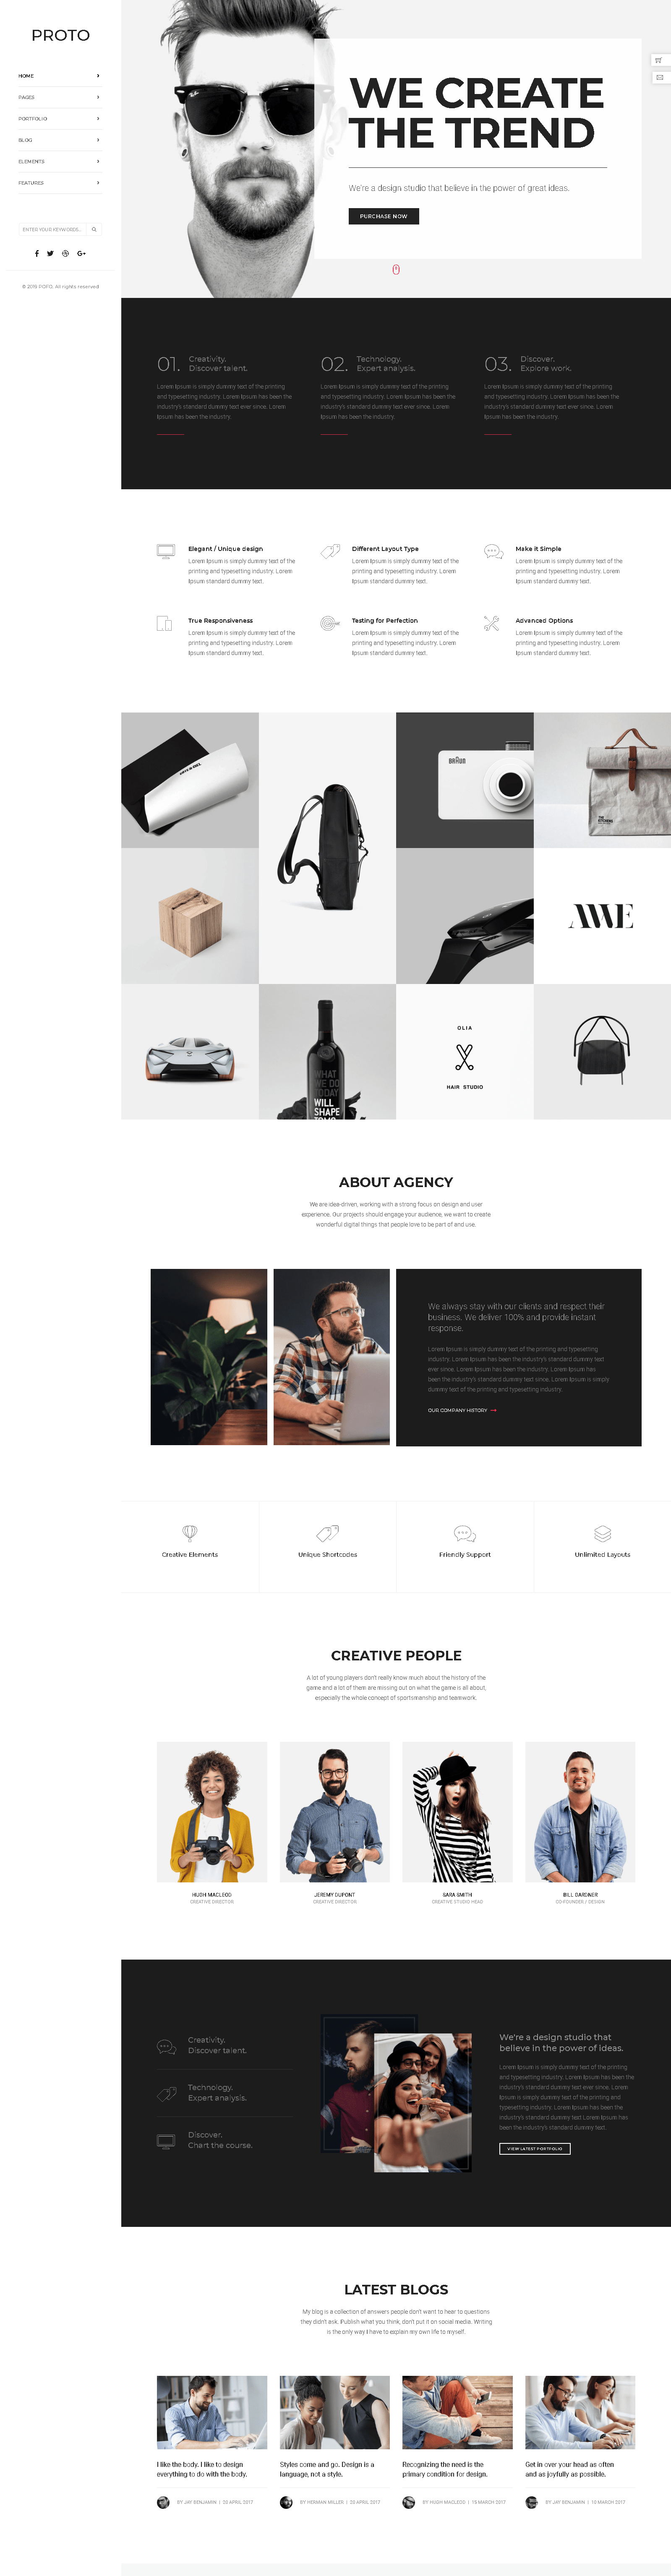 PROTO
HOME
PAGES
PORTFOLIO
BLOG
ELEMENTS
FEATURES
ENTER YOUR KEYWORDS...
WE CREATE
THE TREND
We're a design studio that believe in the power of great ideas.
PURCHASE NOW
01.
Creativity.
Discover talent.
Lorem Ipsum is simply dummy text of the printing
and typesetting industry. Lorem Ipsum has been the
industry's standard dummy text ever since. Lorem
Ipsum has been the industry.
02.
Technology.
Expert analysis.
Lorem Ipsum is simply dummy text of the printing
and typesetting industry. Lorem Ipsum has been the
industry's standard dummy text ever since. Lorem
Ipsum has been the industry.
03.
Discover.
Explore work.
Lorem Ipsum is simply dummy text of the printing
and typesetting industry. Lorem Ipsum has been the
industry's standard dummy text ever since. Lorem
Ipsum has been the industry.
Elegant / Unique design
Lorem Ipsum is simply dummy text of the
printing and typesetting industry. Lorem
Ipsum standard dummy text.
Different Layout Type
Lorem Ipsum is simply dummy text of the
printing and typesetting industry. Lorem
Ipsum standard dummy text.
Make it Simple
Lorem Ipsum is simply dummy text of the
printing and typesetting industry. Lorem
Ipsum standard dummy text.
True Responsiveness
Lorem Ipsum is simply dummy text of the
printing and typesetting industry. Lorem
Ipsum standard dummy text.
Testing for Perfection
Lorem Ipsum is simply dummy text of the
printing and typesetting industry. Lorem
Ipsum standard dummy text.
Advanced Options
Lorem Ipsum is simply dummy text of the
printing and typesetting industry. Lorem
Ipsum standard dummy text.
BRAUN
AWE
WHAT
WE DO
TODAY
WILL
SHAPE
OLIA
HAIR STUDIO
ABOUT AGENCY
We are idea-driven, working with a strong focus on design and user
experience. Our projects should engage your audience, we want to create
wonderful digital things that people love to be part of and use.
We always stay with our clients and respect their
business. We deliver 100% and provide instant
response.
Lorem Ipsum is simply dummy text of the printing and typesetting
industry. Lorem Ipsum has been the industry's standard dummy text
ever since. Lorem Ipsum has been the industry. Lorem Ipsum has
been the industry's standard dummy text since. Lorem Ipsum is simply
dummy text of the printing and typesetting industry.
OUR COMPANY HISTORY
Creative Elements
Unique Shortcodes
Friendly Support
Unlimited Layouts
CREATIVE PEOPLE
A lot of young players don't really know much about the history of the
game and a lot of them are missing out on what the game is all about,
especially the whole concept of sportsmanship and teamwork.
HUGH MACLEOD
CREATIVE DIRECTOR
JEREMY DUPONT
CREATIVE DIRECTOR
SARA SMITH
CREATIVE STUDIO HEAD
BILL GARDNER
CO-FOUNDER / DESIGN
Creativity.
Discover talent.
Technology.
Expert analysis.
Discover.
Chart the course.
We're a design studio that
believe in the power of ideas.
Lorem Ipsum is simply dummy text of the printing
and typesetting industry. Lorem Ipsum has been the
industry's standard dummy text ever since. Lorem
Ipsum is simply dummy text of the printing and
typesetting industry. Lorem Ipsum has been the
industry's standard dummy text Lorem Ipsum has
been the industry's standard dummy text.
VIEW LATEST PORTFOLIO
LATEST BLOGS
My blog is a collection of answers people don't want to hear to questions
they didn't ask. Publish what you think, don't put it on social media. Writing
is the only way I have to explain my own life to myself.
I like the body. I like to design
everything to do with the body.
BY JAY BENJAMIN | 20 APRIL 2017
Styles come and go. Design is a
language, not a style.
BY HERMAN MILLER | 25 APRIL 2017
Recognizing the need is the
primary condition for design.
BY HUGH MACLEOD | 15 MARCH 2017
Get in over your head as often
and as joyfully as possible.
BY JAY BENJAMIN | 10 MARCH 2017